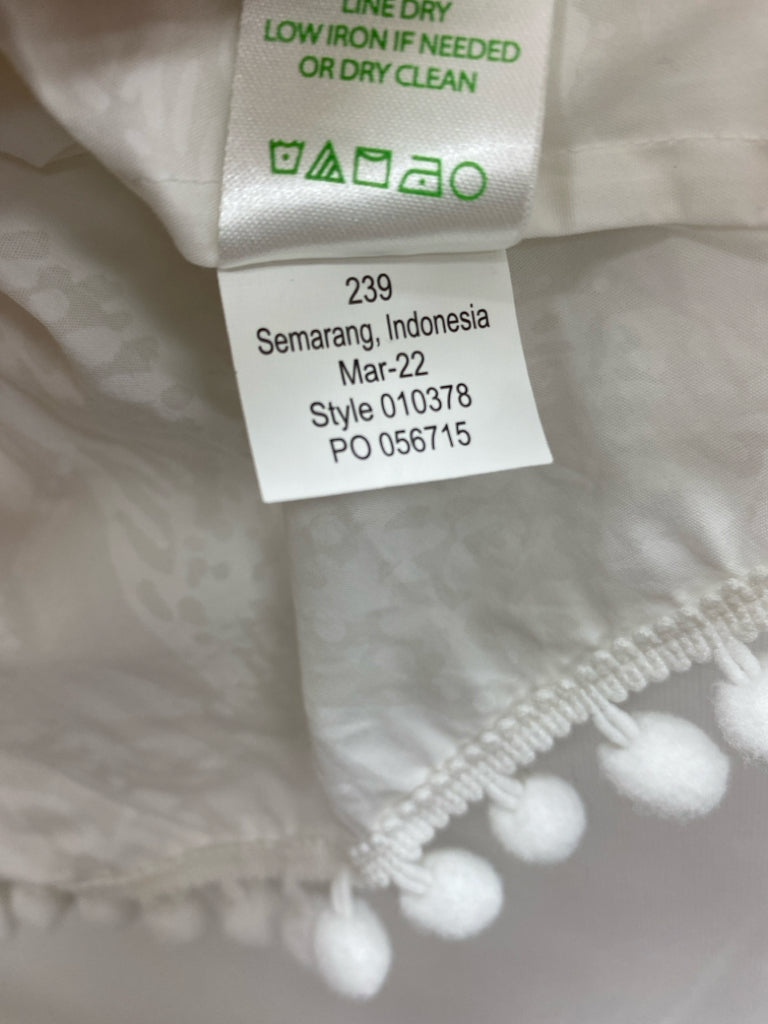 LINE DRY
LOW IRON IF NEEDED
OR DRY CLEAN
239
Semarang, Indonesia
Mar-22
Style 010378
PO 056715